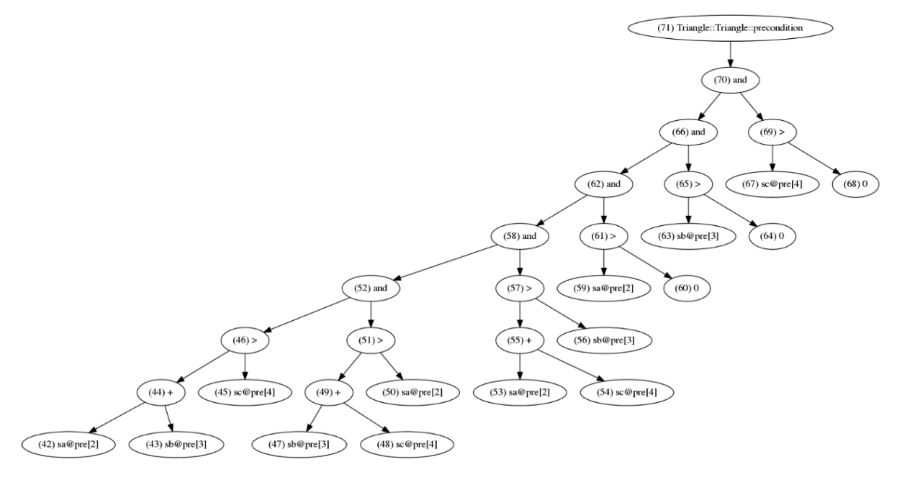 (71) Triangle::Triangle::precondition
(70) and
(66) and
(69) >
(62) and
(65) >
(67) sc@pre[4]
(68) 0
(58) and
(61) >
(63) sb@pre[3]
(64) 0
(52) and
(57) >
(59) sa@pre[2]
(60) 0
(46) >
(51) >
(55) +
(56) sb@pre[3]
(44) +
(45) sc@pre[4]
(49) +
(50) sa@pre[2]
(53) sa@pre[2]
(54) sc@pre[4]
(42) sa@pre[2]
(43) sb@pre[3]
(47) sb@pre[3]
(48) sc@pre[4]